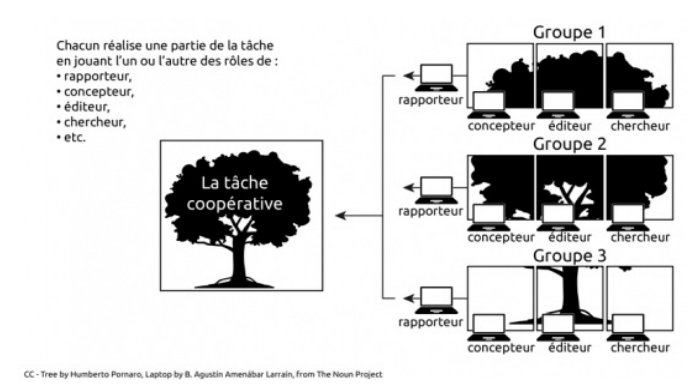 Chacun réalise une partie de la tâche
en jouant l'un ou l'autre des rôles de :
• rapporteur,
• concepteur,
• éditeur,
• chercheur,
• etc.
La tâche
coopérative
Groupe 1
rapporteur
concepteur éditeur chercheur
Groupe 2
rapporteur
concepteur éditeur chercheur
Groupe 3
rapporteur
concepteur éditeur chercheur
CC - Tree by Humberto Pornaro, Laptop by B. Agustín Amenábar Larraín, from The Noun Project